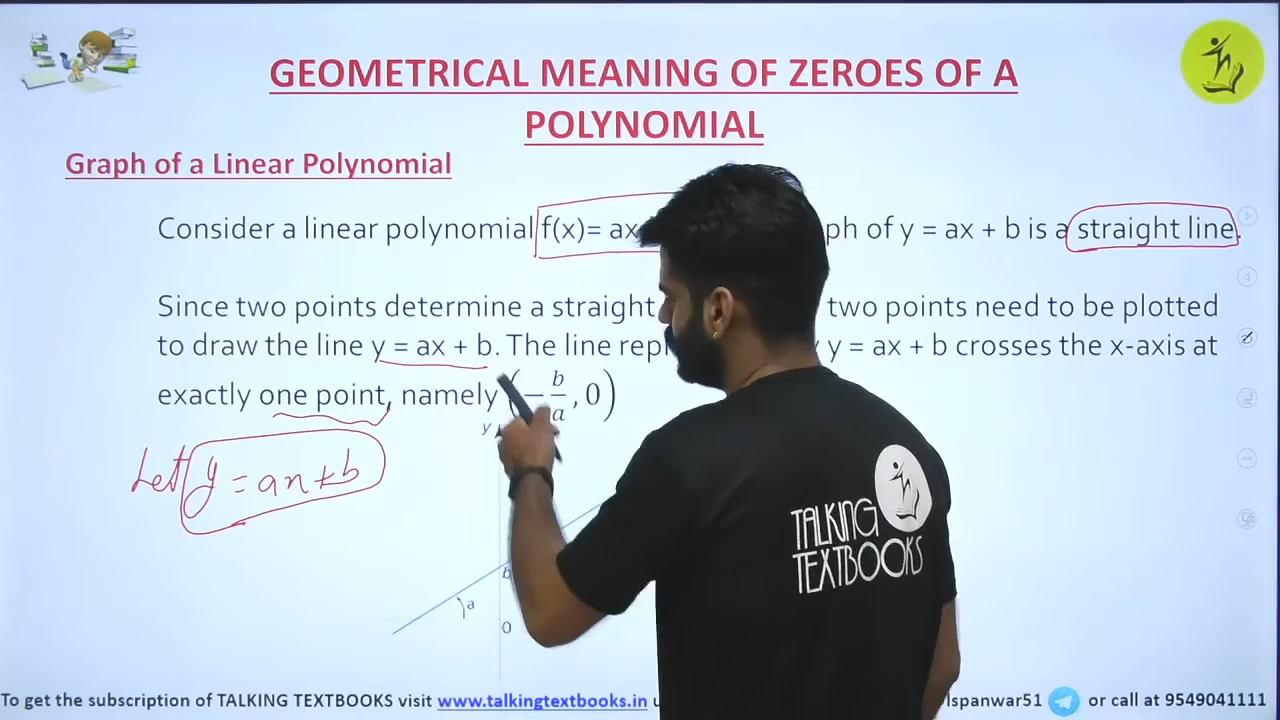 GEOMETRICAL MEANING OF ZEROES OF A
POLYNOMIAL
Graph of a Linear Polynomial
Consider a linear polynomial f(x)= ax ph of y = ax + b is a straight line.
Since two points determine a straight two points need to be plotted
to draw the line y = ax + b. The line rep y = ax + b crosses the x-axis at
exactly one point, namely (-b/a, 0)
Let y = ax+b
y
b
a
0
TALKING
TEXTBOOKS
To get the subscription of TALKING TEXTBOOKS visit www.talkingtextbooks.in u lspanwar51 or call at 9549041111